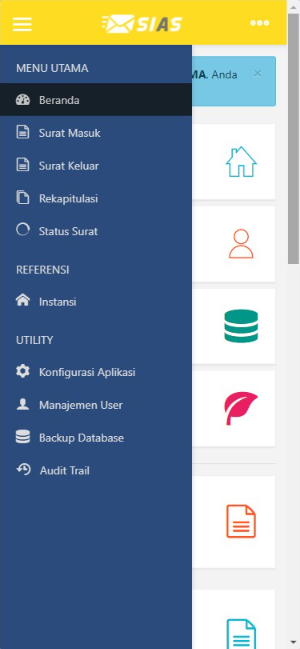 SIAS
MENU UTAMA
MA. Anda ×
Beranda
Surat Masuk
Surat Keluar
Rekapitulasi
Status Surat
REFERENSI
Instansi
UTILITY
Konfigurasi Aplikasi
Manajemen User
Backup Database
Audit Trail